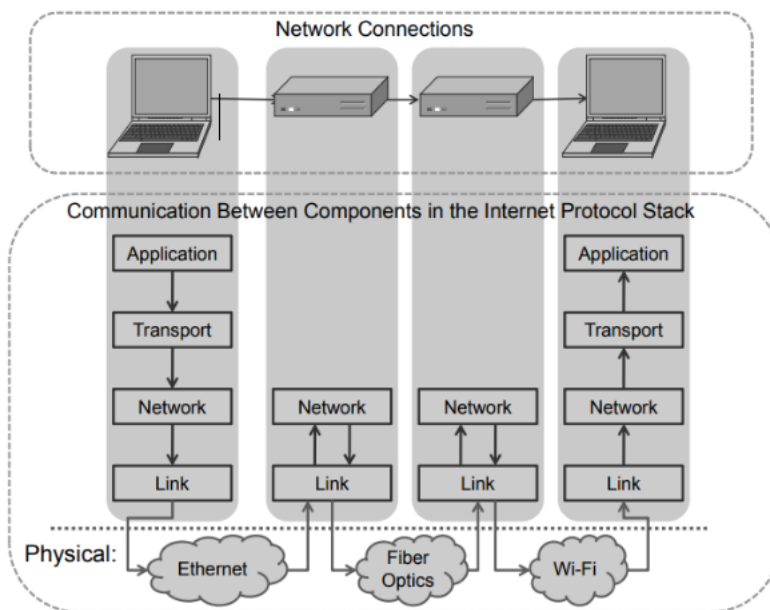 Network Connections
Communication Between Components in the Internet Protocol Stack
Application
Application
Transport
Transport
Network
Network
Network
Network
Link
Link
Link
Link
Physical:
Ethernet
Fiber
Optics
Wi-Fi